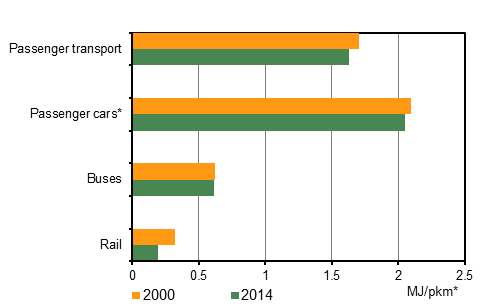 Passenger transport
Passenger cars*
Buses
Rail
0 0.5 1 1.5 2 2.5
MJ/pkm*
2000 2014